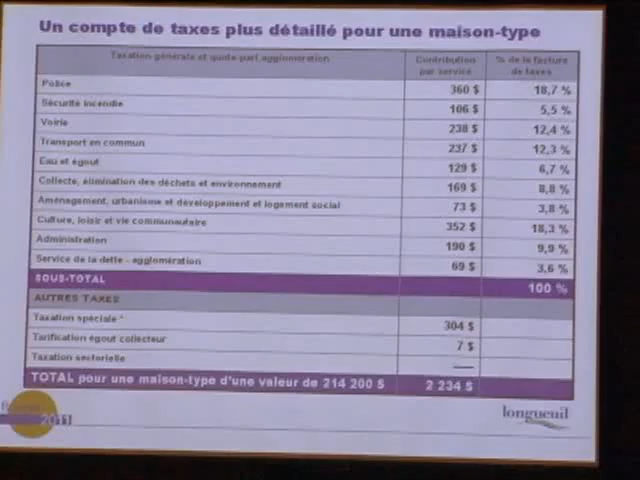 Un compte de taxes plus détaillé pour une maison-type
Taxation générale et quote-part agglomération
Contribution par service
% de la facture de taxes
Police 360 $ 18,7 %
Sécurité incendie 106 $ 5,5 %
Voirie 238 $ 12,4 %
Transport en commun 237 $ 12,3 %
Eau et égout 129 $ 6,7 %
Collecte, élimination des déchets et environnement 169 $ 8,8 %
Aménagement, urbanisme et développement et logement social 73 $ 3,8 %
Culture, loisir et vie communautaire 352 $ 18,3 %
Administration 190 $ 9,9 %
Service de la dette - agglomération 69 $ 3,6 %
SOUS-TOTAL 100 %
AUTRES TAXES
Taxation spéciale * 304 $
Tarification égout collecteur 7 $
Taxation sectorielle
TOTAL pour une maison-type d'une valeur de 214 200 $ 2 234 $
2011
longueuil